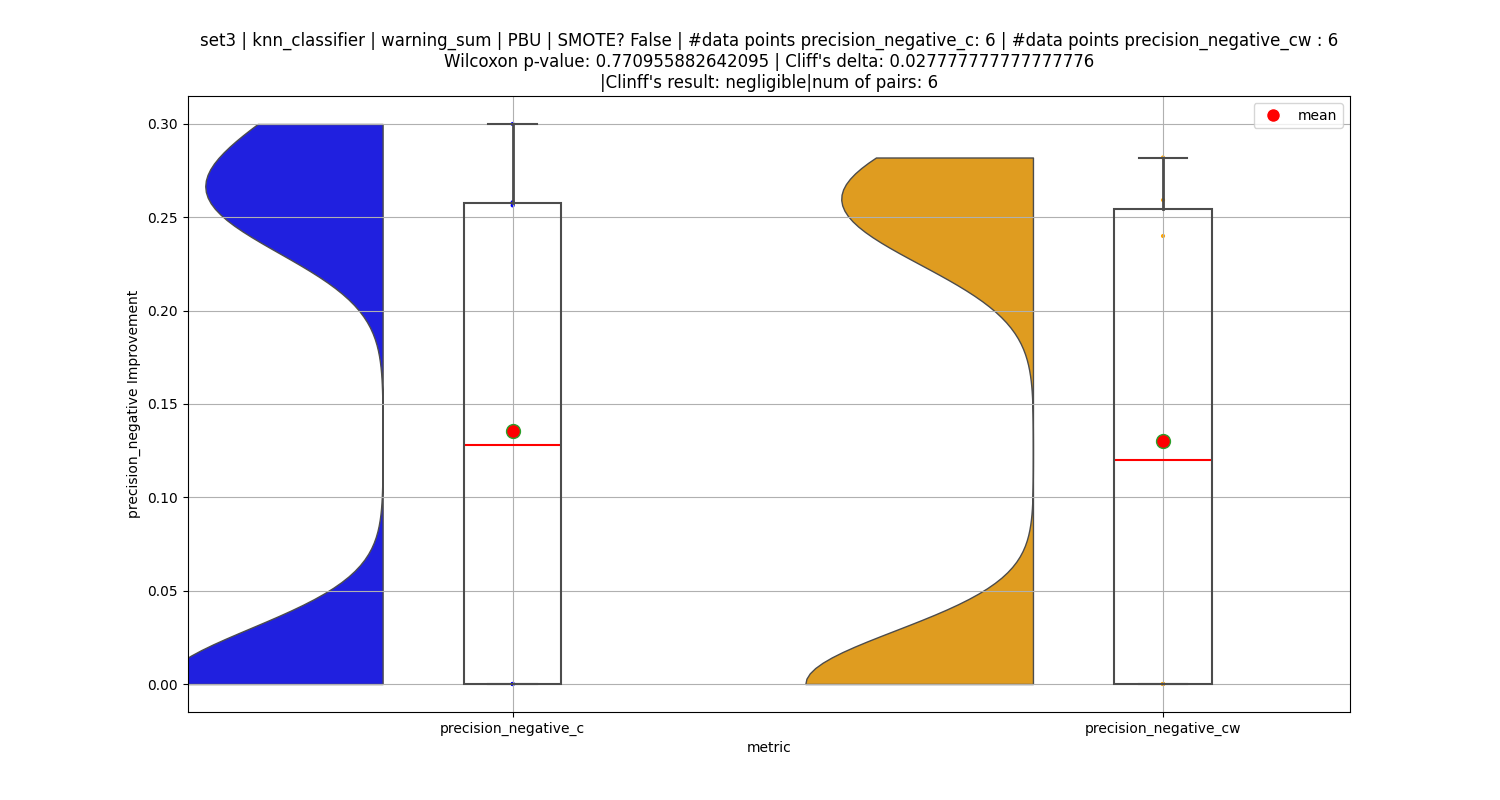 set3 | knn_classifier | warning_sum | PBU | SMOTE? False | #data points precision_negative_c: 6 | #data points precision_negative_cw : 6
Wilcoxon p-value: 0.770955882642095 | Cliff's delta: 0.027777777777777776
|Clinff's result: negligible|num of pairs: 6
mean
0.30
0.25
0.20
0.15
0.10
0.05
0.00
precision_negative Improvement
precision_negative_c
precision_negative_cw
metric